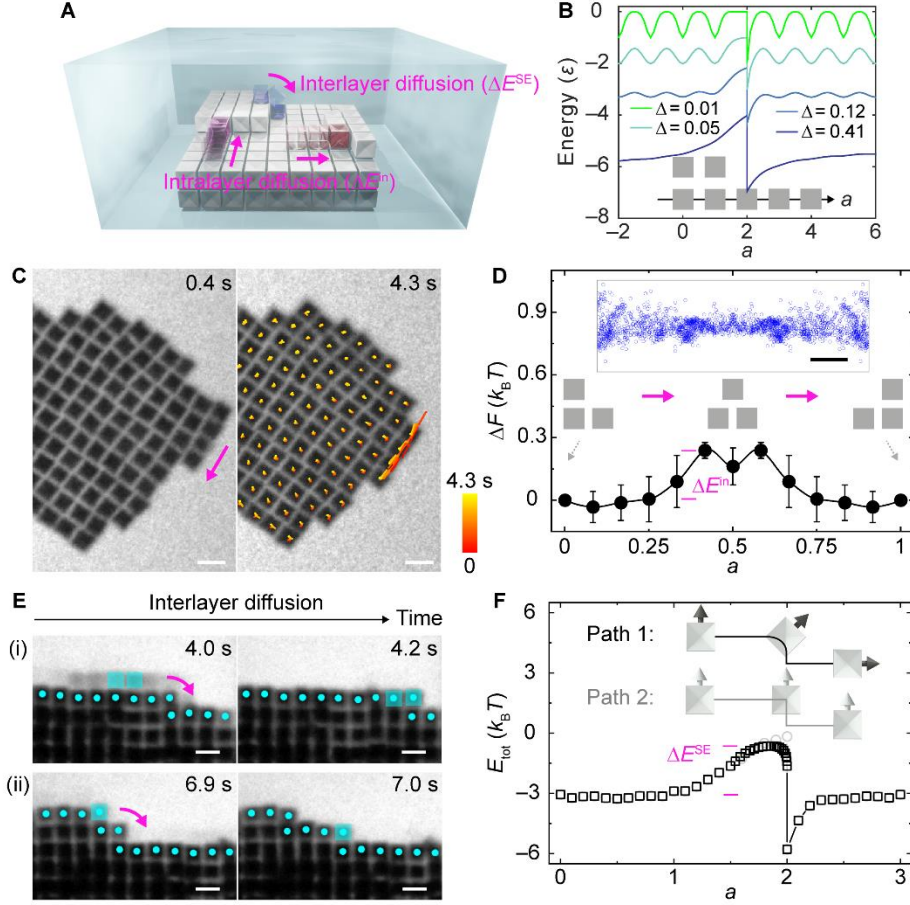 A
Interlayer diffusion (ΔE^SE)
Intralayer diffusion (ΔE^in)
B
Energy (ε)
0
−2
−4
−6
−8
Δ = 0.01
Δ = 0.05
Δ = 0.12
Δ = 0.41
a
−2 0 2 4 6
a
C
0.4 s
4.3 s
4.3 s
0
D
ΔF (k_BT)
0.9
0.6
0.3
0
ΔE^in
0 0.25 0.5 0.75 1
a
E
Interlayer diffusion
Time
(i)
4.0 s
4.2 s
(ii)
6.9 s
7.0 s
F
E_tot (k_BT)
6
3
0
−3
−6
Path 1:
Path 2:
ΔE^SE
0 1 2 3
a